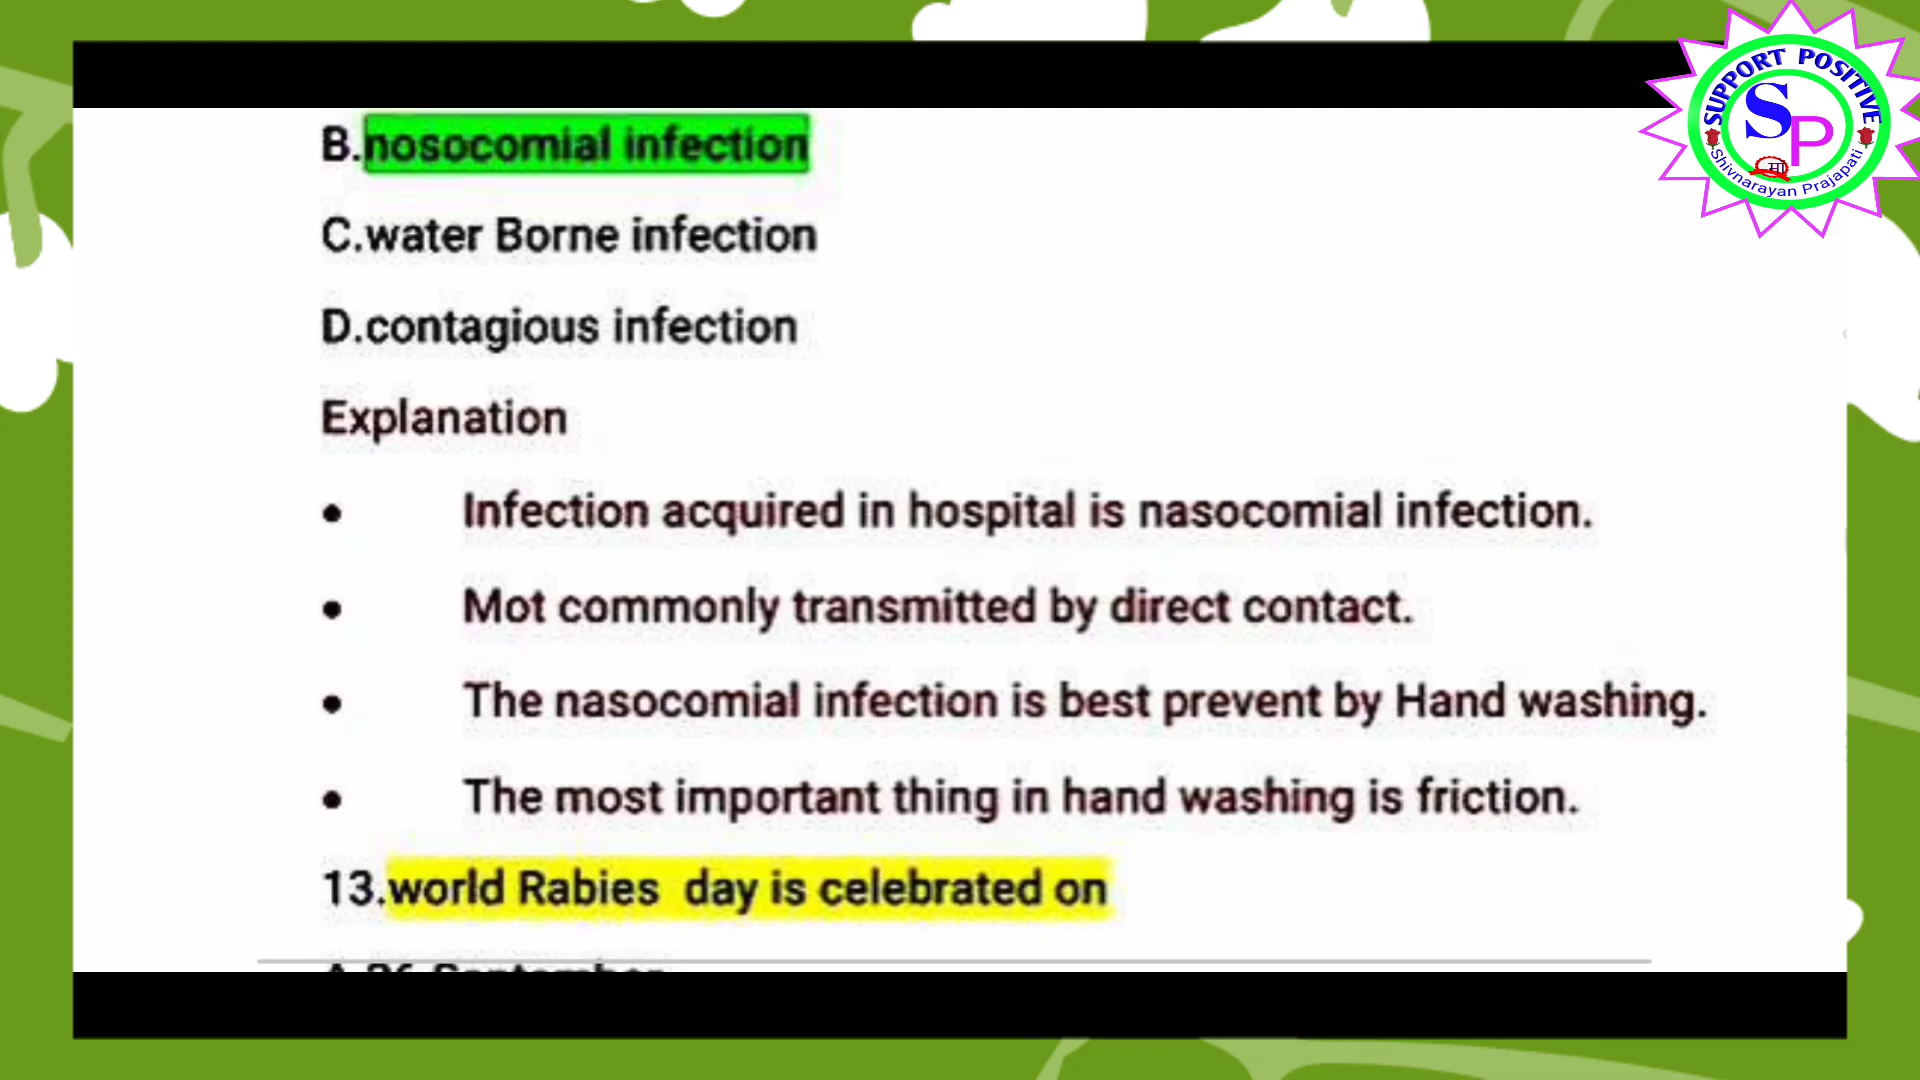 SUPPORT POSITIVE
SP
मा
Shivnarayan Prajapati
B.nosocomial infection
C.water Borne infection
D.contagious infection
Explanation
• Infection acquired in hospital is nasocomial infection.
• Mot commonly transmitted by direct contact.
• The nasocomial infection is best prevent by Hand washing.
• The most important thing in hand washing is friction.
13.world Rabies day is celebrated on